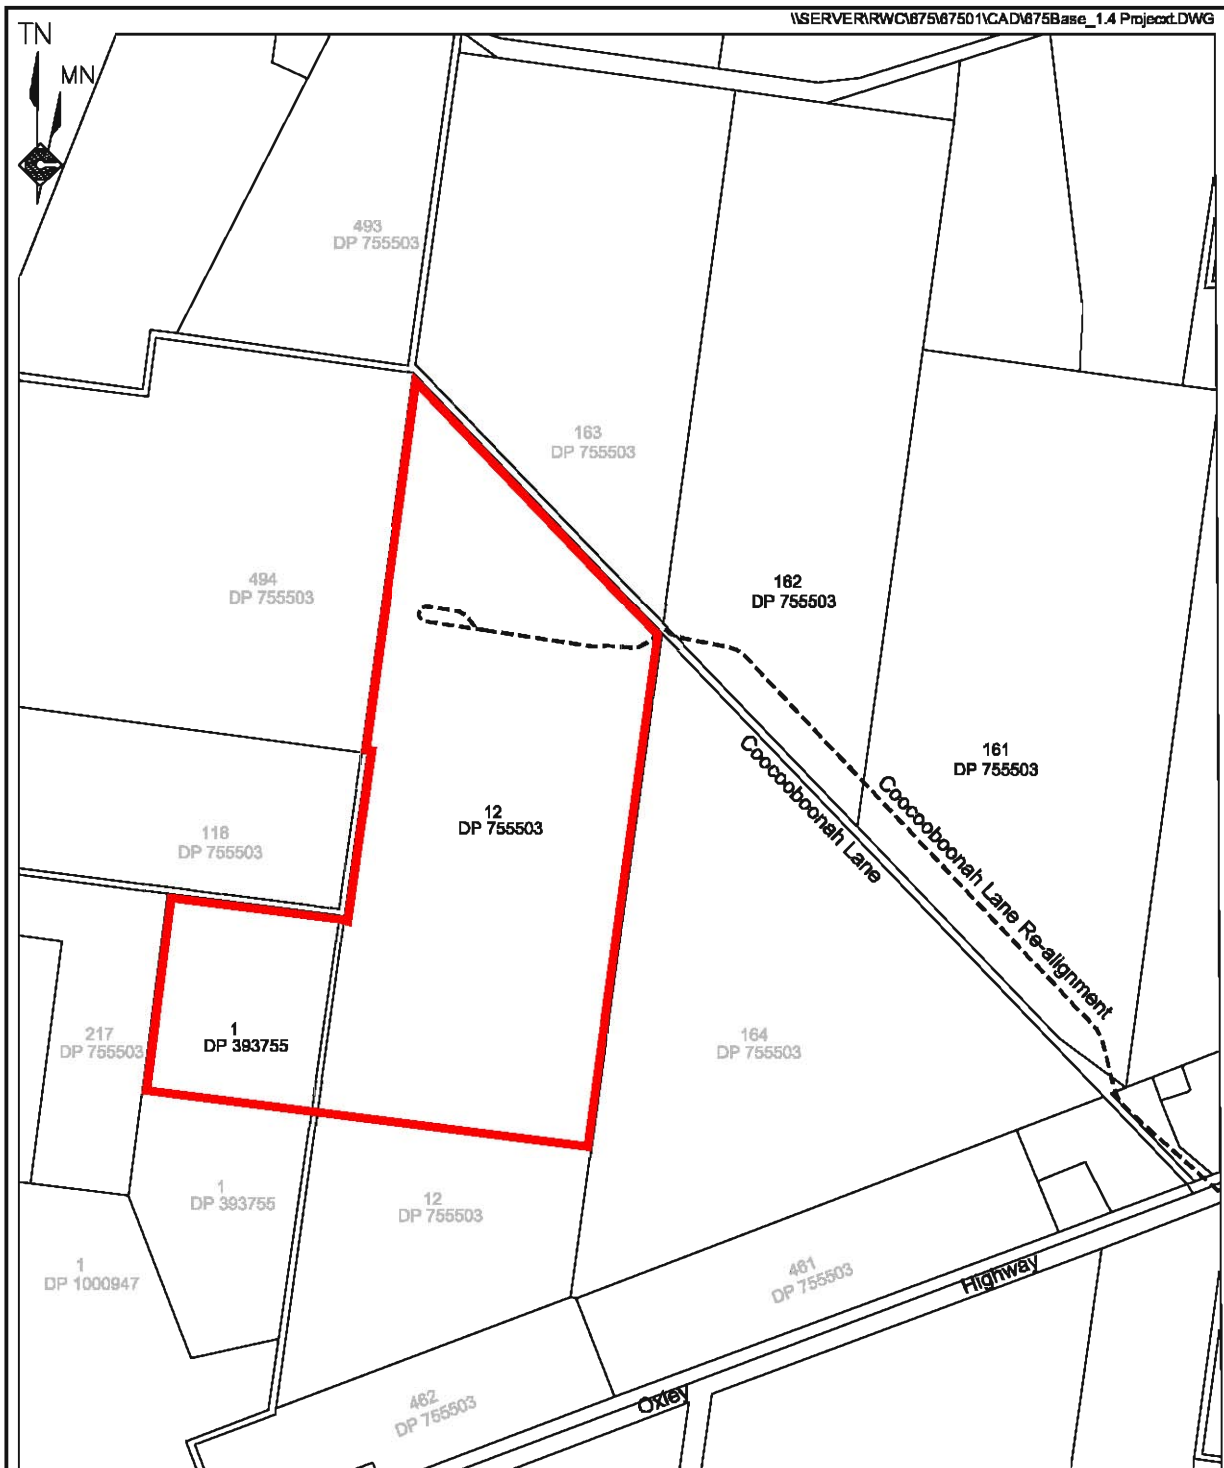 \\SERVER\RWC\675\67501\CAD\675Base_1.4 Projecxt.DWG
TN
MN
493
DP 755503
163
DP 755503
494
DP 755503
162
DP 755503
161
DP 755503
Coocooboonah Lane
Coocooboonah Lane Re-alignment
12
DP 755503
118
DP 755503
217
DP 755503
1
DP 393755
164
DP 755503
1
DP 393755
12
DP 755503
1
DP 1000947
461
DP 755503
Highway
Oxley
462
DP 755503